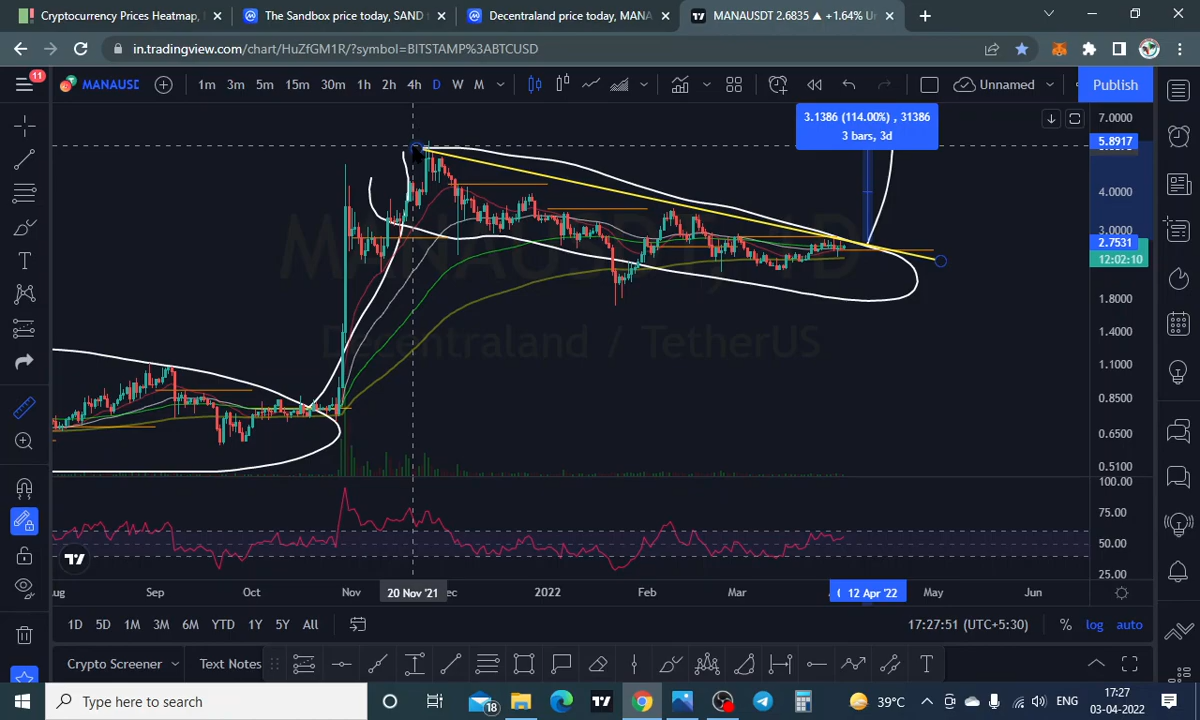 Cryptocurrency Prices Heatmap,
The Sandbox price today, SAND
Decentraland price today, MANA
MANAUSDT 2.6835 ▲ +1.64% Un
in.tradingview.com/chart/HuZfGM1R/?symbol=BITSTAMP%3ABTCUSD
11
MANAUSD
1m 3m 5m 15m 30m 1h 2h 4h D W M
Unnamed
Publish
3.1386 (114.00%) , 31386
3 bars, 3d
7.0000
5.8917
4.0000
3.0000
2.7531
12:02:10
1.8000
1.4000
1.1000
0.8500
0.6500
0.5100
Decentraland / TetherUS
100.00
75.00
50.00
25.00
Sep Oct Nov 20 Nov '21 2022 Feb Mar 12 Apr '22 May Jun
1D 5D 1M 3M 6M YTD 1Y 5Y All
17:27:51 (UTC+5:30) % log auto
Crypto Screener Text Notes
Type here to search
18
39°C
ENG
17:27
03-04-2022